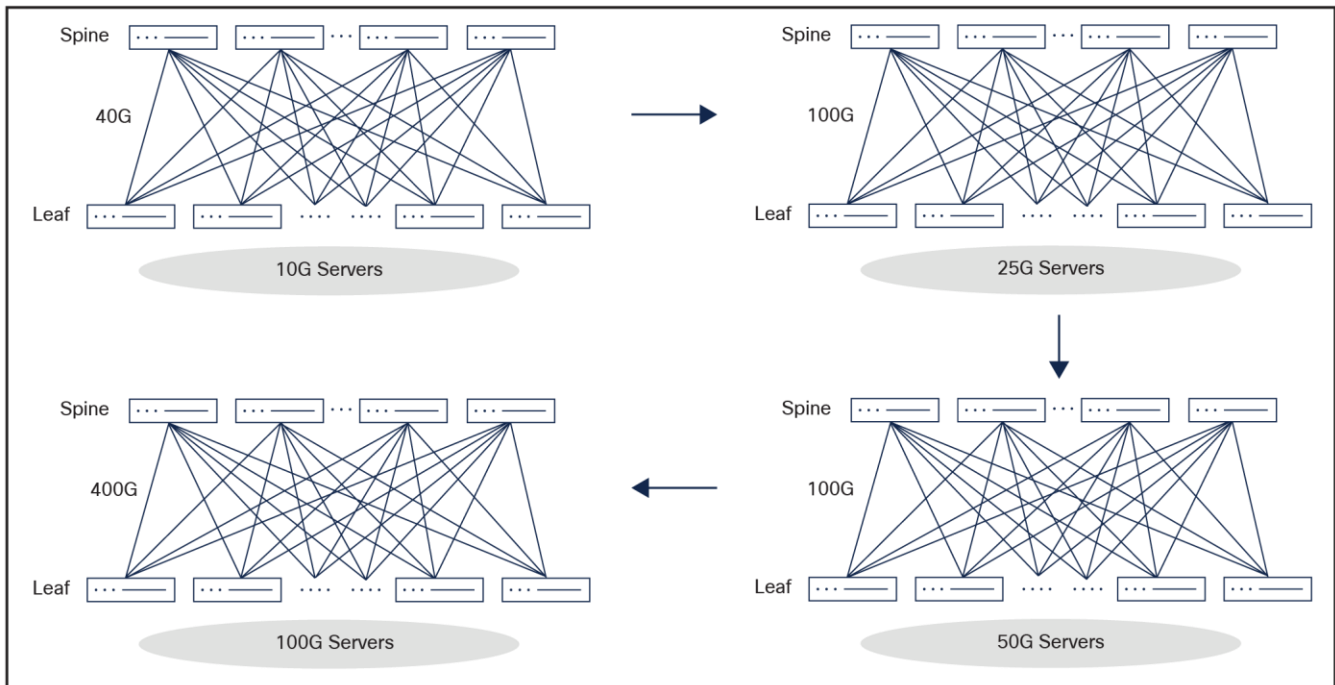 Spine
40G
Leaf
10G Servers
Spine
100G
Leaf
25G Servers
Spine
400G
Leaf
100G Servers
Spine
100G
Leaf
50G Servers